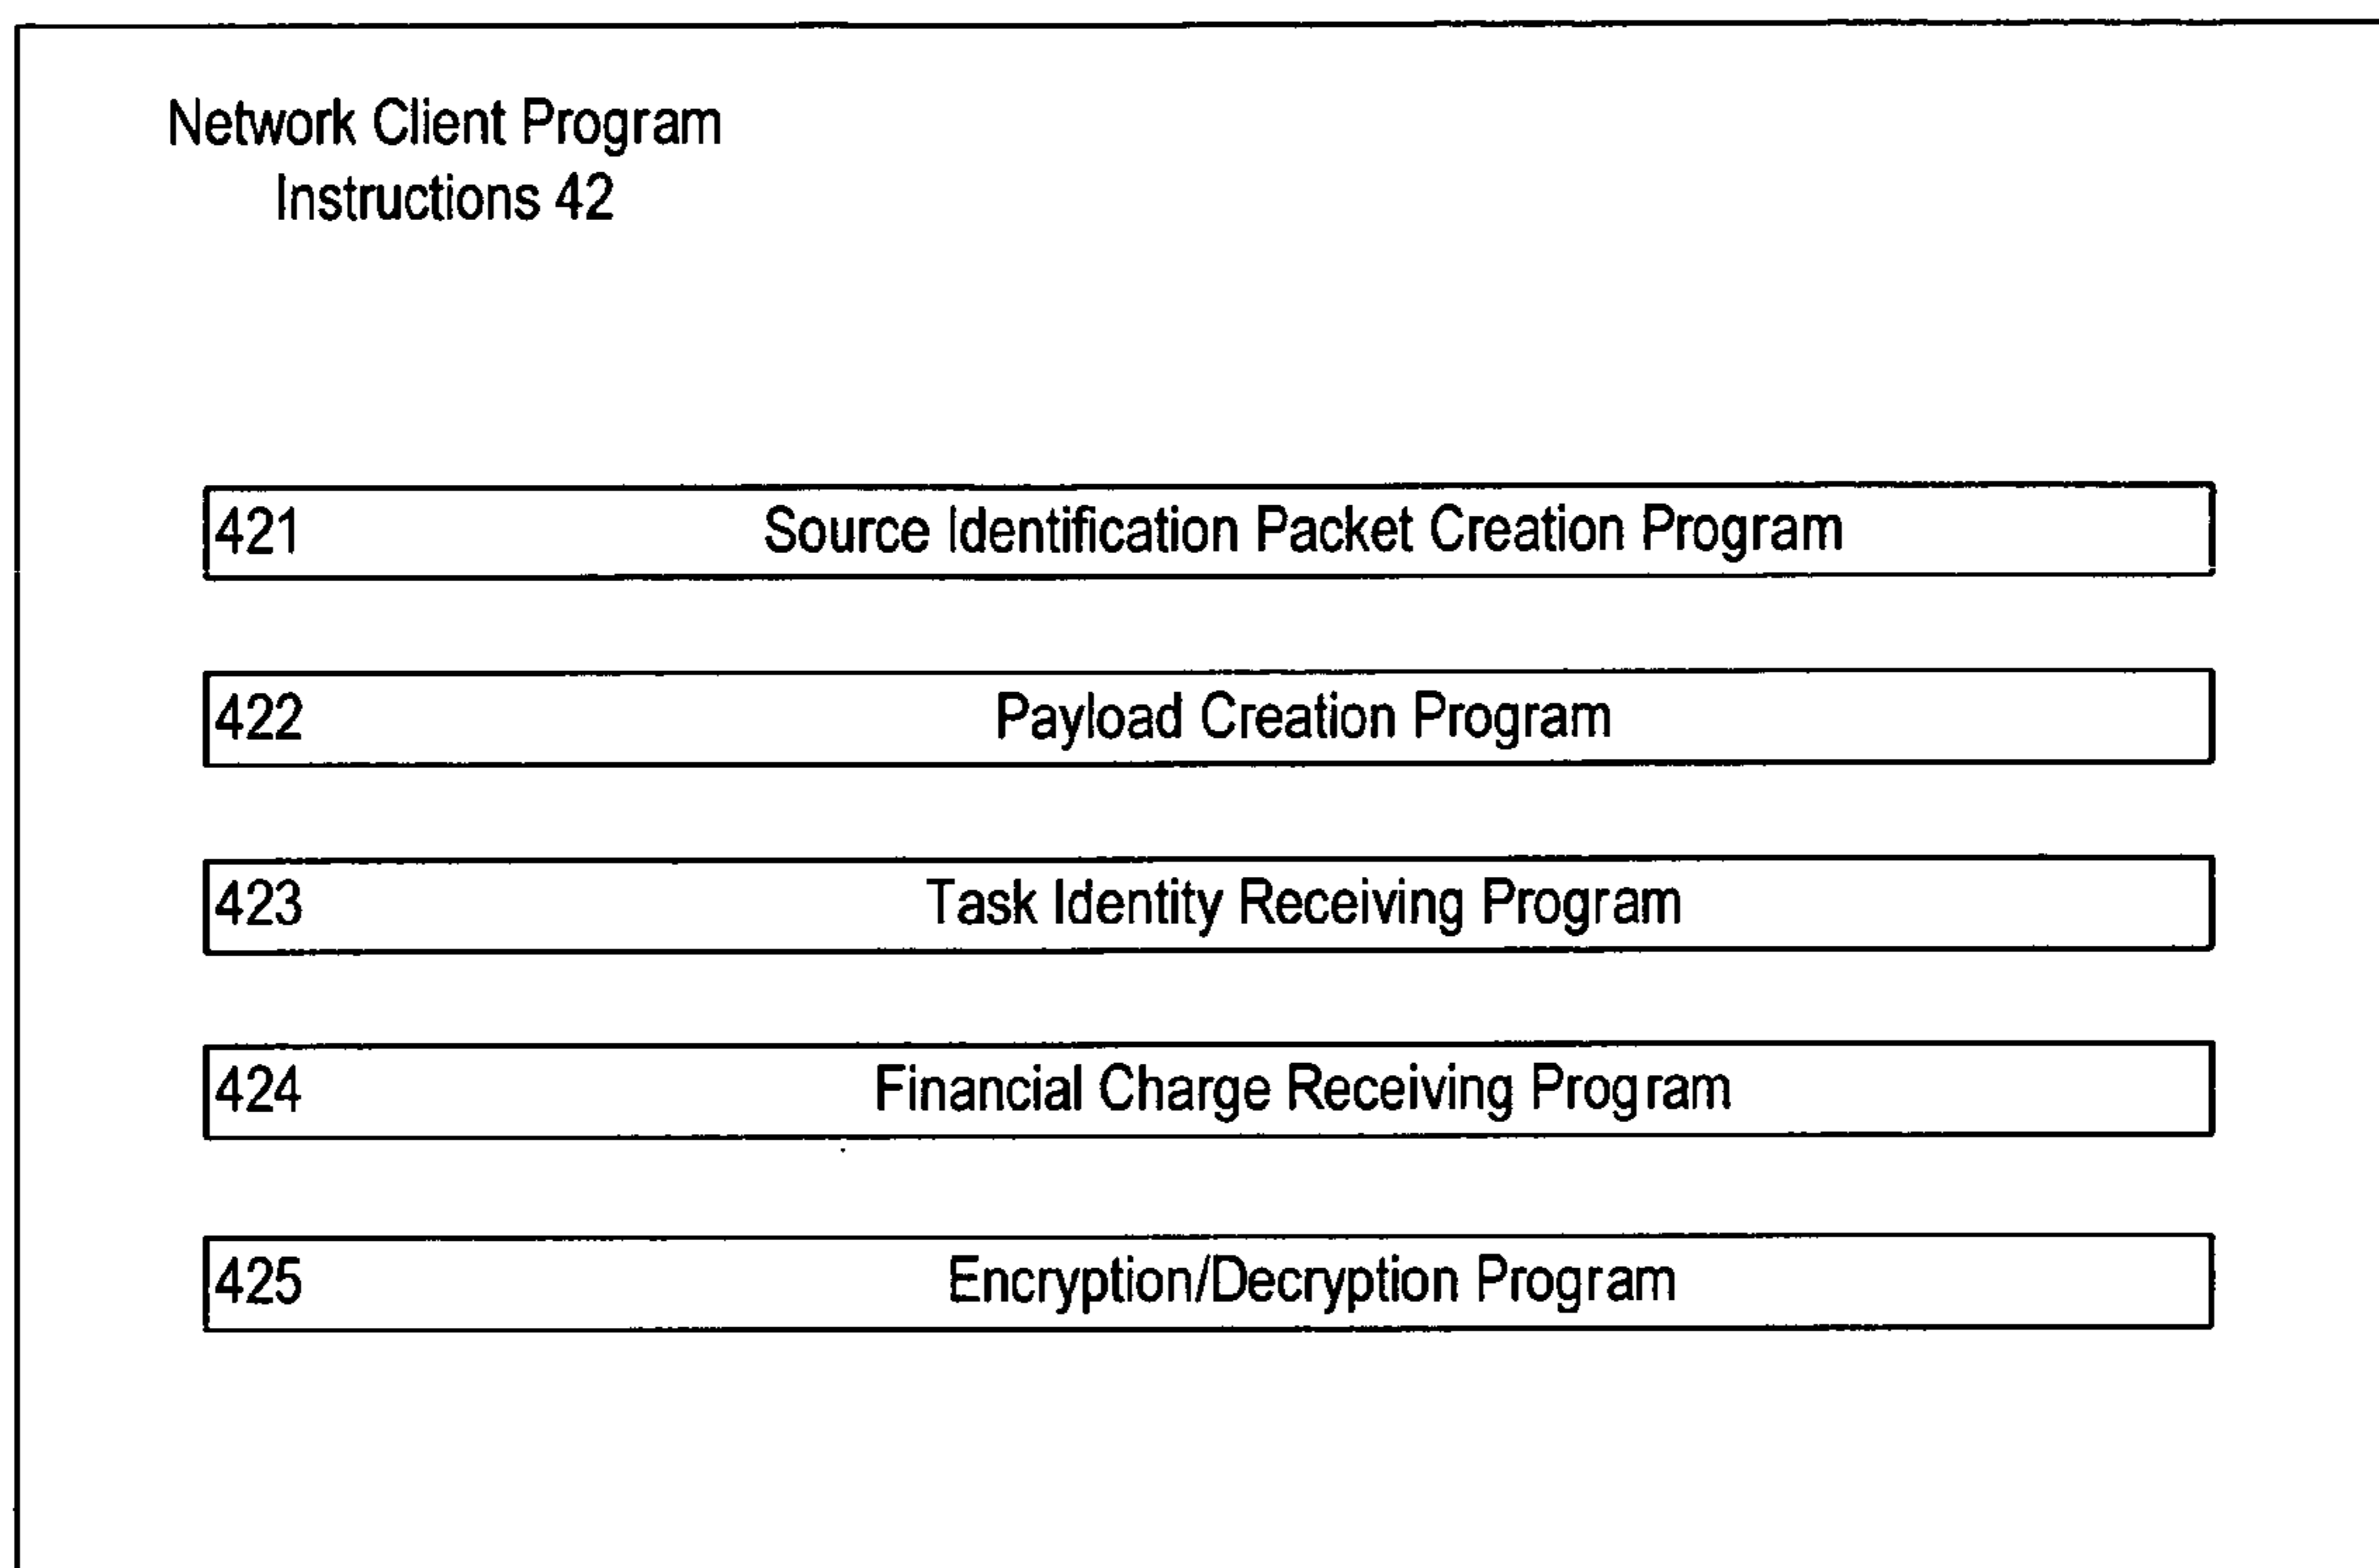 Network Client Program
Instructions 42
421 Source Identification Packet Creation Program
422 Payload Creation Program
423 Task Identity Receiving Program
424 Financial Charge Receiving Program
425 Encryption/Decryption Program